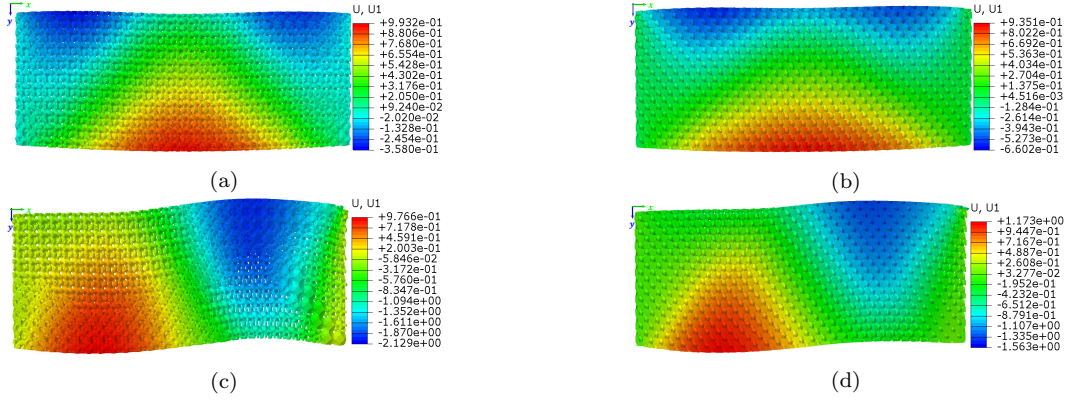 x
y
U, U1
+9.932e-01
+8.806e-01
+7.680e-01
+6.554e-01
+5.428e-01
+4.302e-01
+3.176e-01
+2.050e-01
+9.240e-02
-2.020e-02
-1.328e-01
-2.454e-01
-3.580e-01
(a)
x
y
U, U1
+9.351e-01
+8.022e-01
+6.692e-01
+5.363e-01
+4.034e-01
+2.704e-01
+1.375e-01
+4.516e-03
-1.284e-01
-2.614e-01
-3.943e-01
-5.273e-01
-6.602e-01
(b)
x
y
U, U1
+9.766e-01
+7.178e-01
+4.591e-01
+2.003e-01
-5.846e-02
-3.172e-01
-5.760e-01
-8.347e-01
-1.094e+00
-1.352e+00
-1.611e+00
-1.870e+00
-2.129e+00
(c)
x
y
U, U1
+1.173e+00
+9.447e-01
+7.167e-01
+4.887e-01
+2.608e-01
+3.277e-02
-1.952e-01
-4.232e-01
-6.512e-01
-8.791e-01
-1.107e+00
-1.335e+00
-1.563e+00
(d)